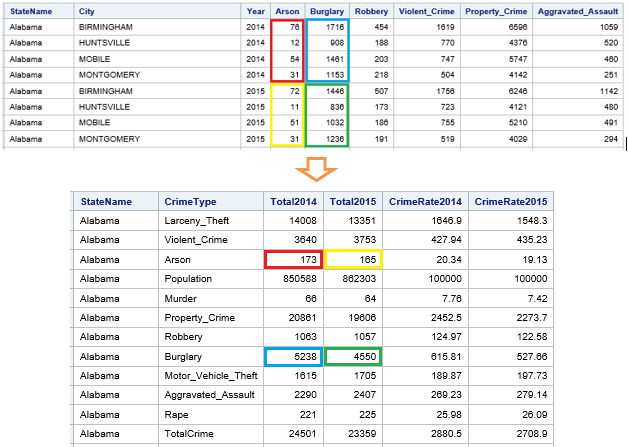 StateName City Year Arson Burglary Robbery Violent_Crime Property_Crime Aggravated_Assault
Alabama BIRMINGHAM 2014 76 1716 454 1619 6596 1059
Alabama HUNTSVILLE 2014 12 908 188 770 4376 520
Alabama MOBILE 2014 54 1461 203 747 5747 460
Alabama MONTGOMERY 2014 31 1153 218 504 4142 251
Alabama BIRMINGHAM 2015 72 1446 507 1756 6246 1142
Alabama HUNTSVILLE 2015 11 836 173 723 4121 480
Alabama MOBILE 2015 51 1032 186 755 5210 491
Alabama MONTGOMERY 2015 31 1236 191 519 4029 294
StateName CrimeType Total2014 Total2015 CrimeRate2014 CrimeRate2015
Alabama Larceny_Theft 14008 13351 1646.9 1548.3
Alabama Violent_Crime 3640 3753 427.94 435.23
Alabama Arson 173 165 20.34 19.13
Alabama Population 850588 862303 100000 100000
Alabama Murder 66 64 7.76 7.42
Alabama Property_Crime 20861 19606 2452.5 2273.7
Alabama Robbery 1063 1057 124.97 122.58
Alabama Burglary 5238 4550 615.81 527.66
Alabama Motor_Vehicle_Theft 1615 1705 189.87 197.73
Alabama Aggravated_Assault 2290 2407 269.23 279.14
Alabama Rape 221 225 25.98 26.09
Alabama TotalCrime 24501 23359 2880.5 2708.9